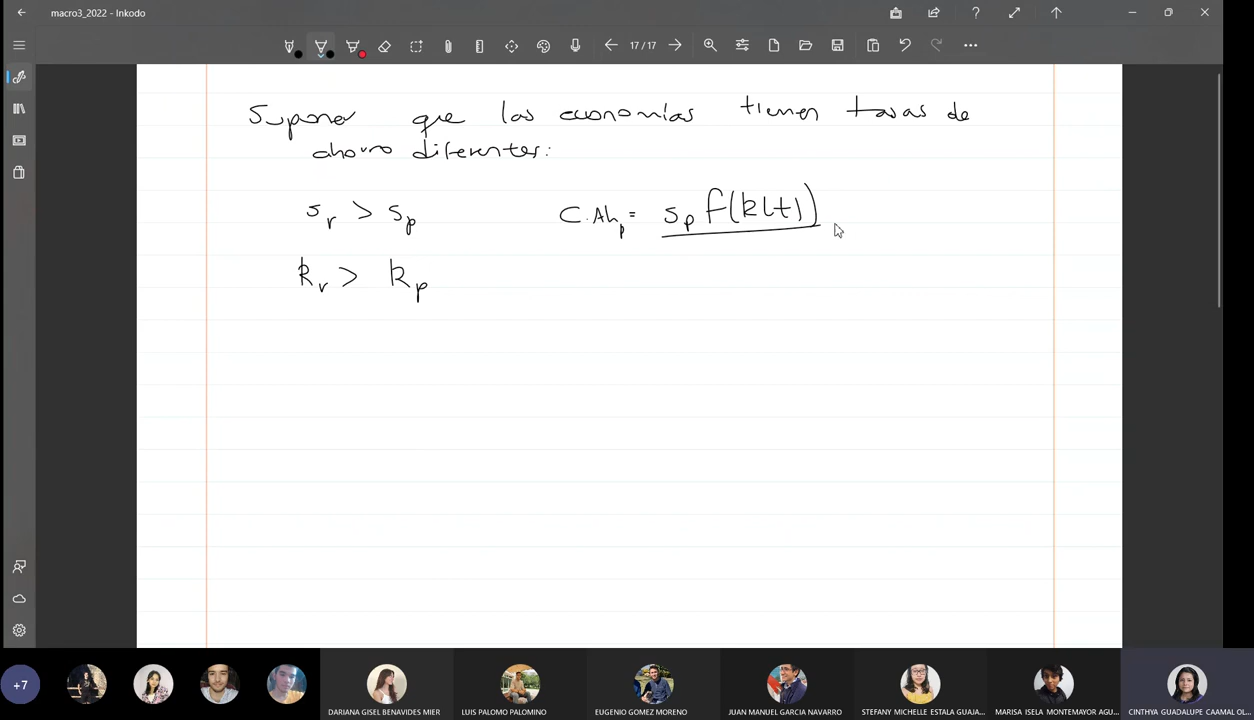 macro3_2022 - Inkodo
17/17
Suponer que las economías tienen tasas de
ahorro diferentes:
s_r > s_p
C.Ah_p = s_p f(k(t))
k_r > k_p
+7
DARIANA GISEL BENAVIDES MIER
LUIS PALOMO PALOMINO
EUGENIO GOMEZ MORENO
JUAN MANUEL GARCIA NAVARRO
STEFANY MICHELLE ESTALA GUAJA...
MARISA ISELA MONTEMAYOR AGU...
CINTHYA GUADALUPE CAAMAL OL...